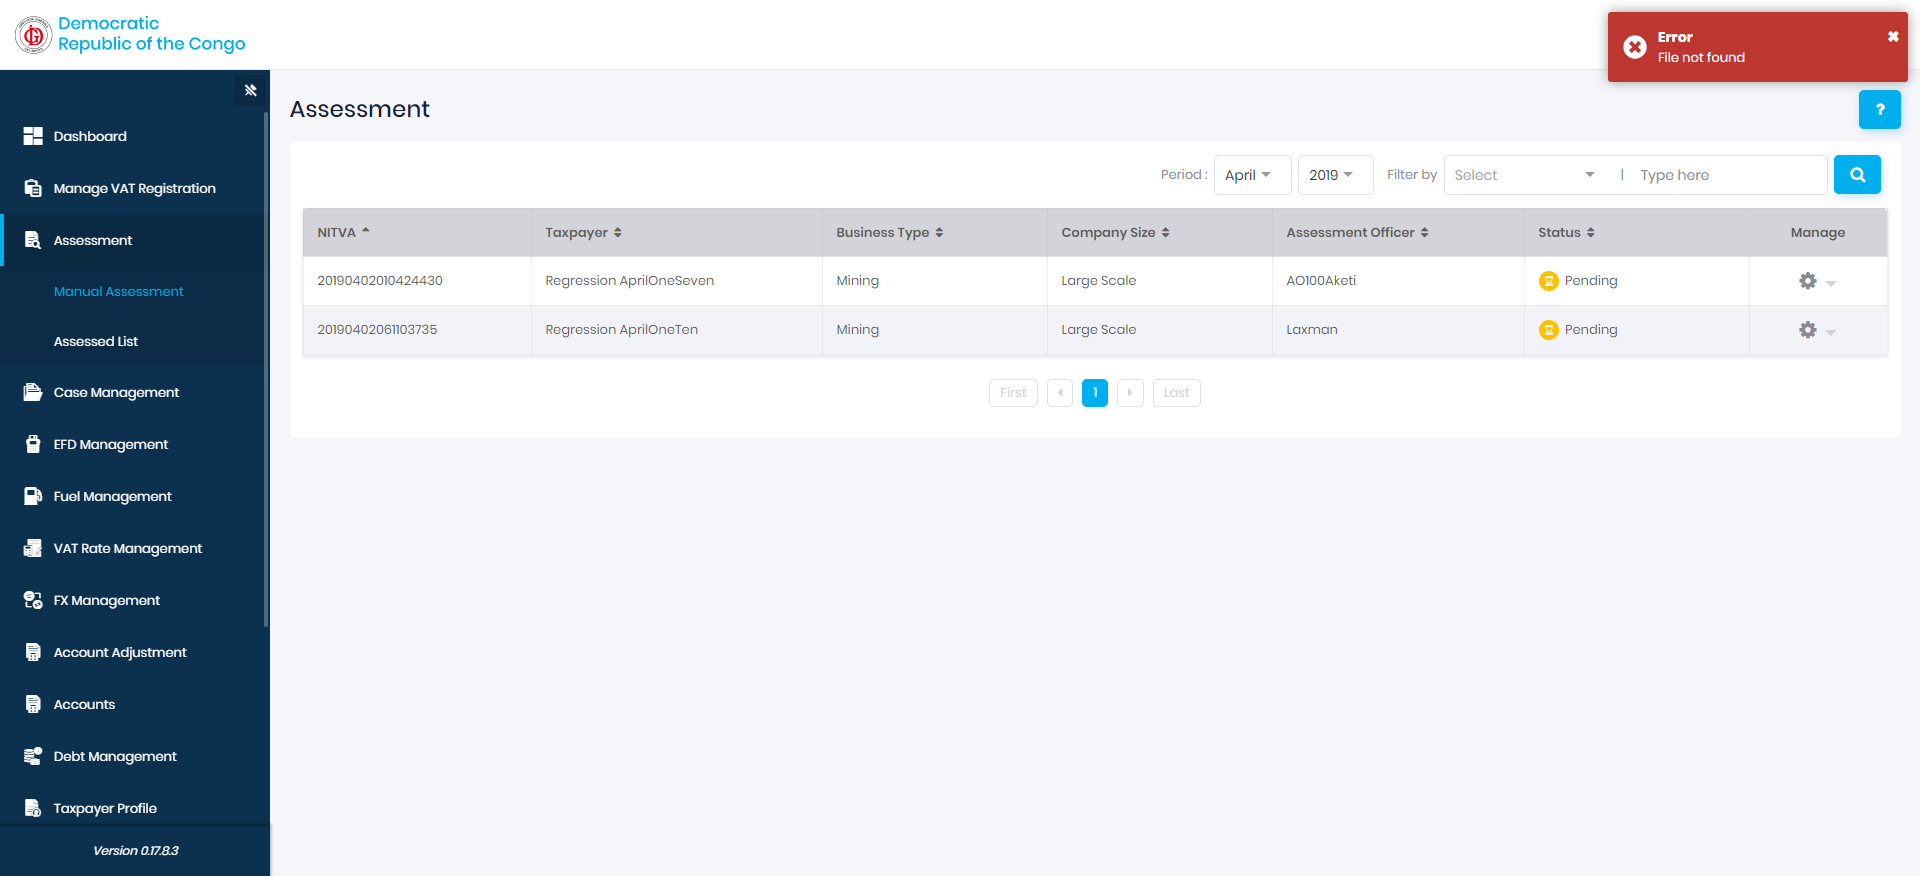 Democratic
Republic of the Congo
Error
File not found
Assessment
?
Dashboard
Manage VAT Registration
Assessment
Manual Assessment
Assessed List
Case Management
EFD Management
Fuel Management
VAT Rate Management
FX Management
Account Adjustment
Accounts
Debt Management
Taxpayer Profile
Version 0.17.8.3
Period : April 2019 Filter by Select | Type here
NITVA Taxpayer Business Type Company Size Assessment Officer Status Manage
20190402010424430 Regression AprilOneSeven Mining Large Scale AO100Aketi Pending
20190402061103735 Regression AprilOneTen Mining Large Scale Laxman Pending
First 1 Last